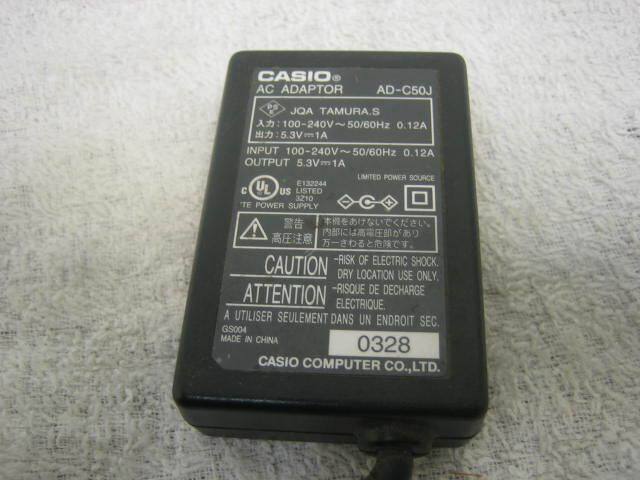 CASIO®
AC ADAPTOR AD-C50J
PSE JQA TAMURA.S
入力:100-240V～50/60Hz 0.12A
出力:5.3V⎓1A
INPUT 100-240V～50/60Hz 0.12A
OUTPUT 5.3V⎓1A
LIMITED POWER SOURCE
c UL US E132244
LISTED
3Z10
TE POWER SUPPLY
警告 本機をあけないでください。
高圧注意 内部には高電圧部があり
万一さわると危険です。
CAUTION -RISK OF ELECTRIC SHOCK.
DRY LOCATION USE ONLY.
ATTENTION -RISQUE DE DECHARGE
ELECTRIQUE.
A UTILISER SEULEMENT DANS UN ENDROIT SEC.
GS004
MADE IN CHINA
0328
CASIO COMPUTER CO.,LTD.